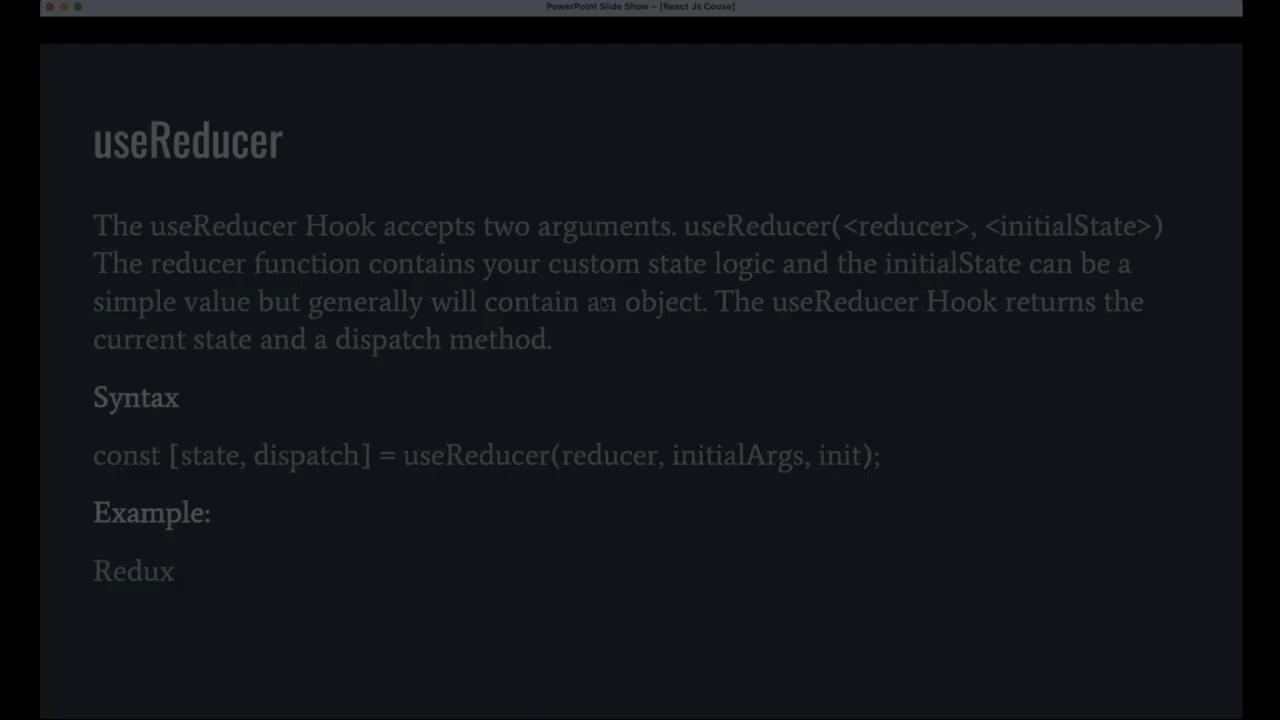 PowerPoint Slide Show – [React Js Couse]
useReducer
The useReducer Hook accepts two arguments. useReducer(<reducer>, <initialState>)
The reducer function contains your custom state logic and the initialState can be a
simple value but generally will contain an object. The useReducer Hook returns the
current state and a dispatch method.
Syntax
const [state, dispatch] = useReducer(reducer, initialArgs, init);
Example:
Redux